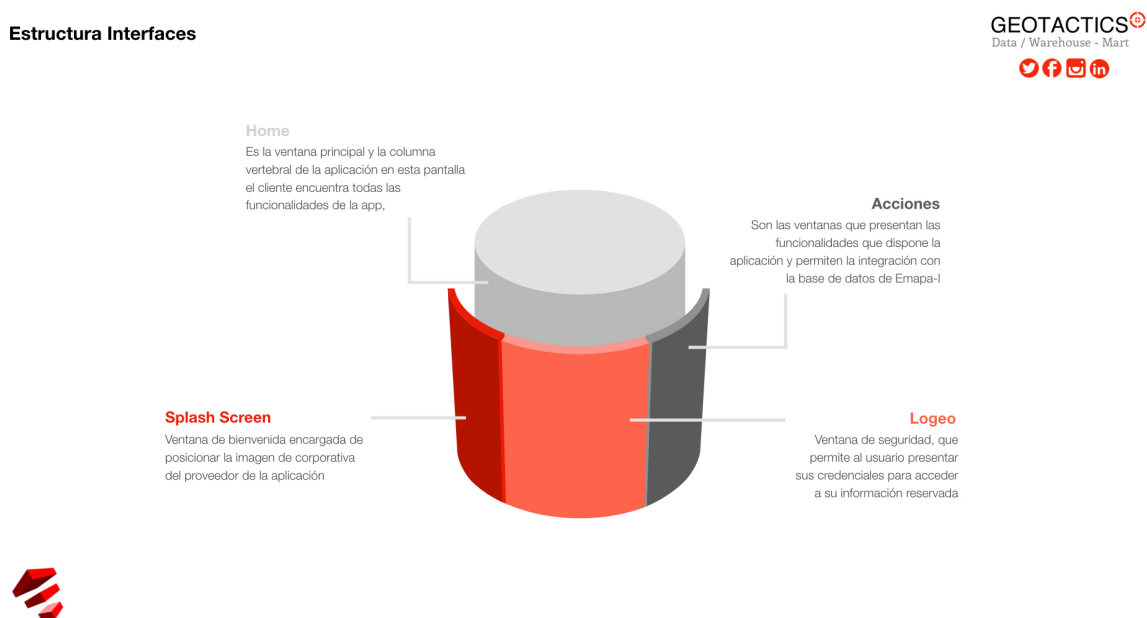 Estructura Interfaces
GEOTACTICS
Data / Warehouse - Mart
Home
Es la ventana principal y la columna
vertebral de la aplicación en esta pantalla
el cliente encuentra todas las
funcionalidades de la app,
Acciones
Son las ventanas que presentan las
funcionalidades que dispone la
aplicación y permiten la integración con
la base de datos de Emapa-I
Splash Screen
Ventana de bienvenida encargada de
posicionar la imagen de corporativa
del proveedor de la aplicación
Logeo
Ventana de seguridad, que
permite al usuario presentar
sus credenciales para acceder
a su información reservada